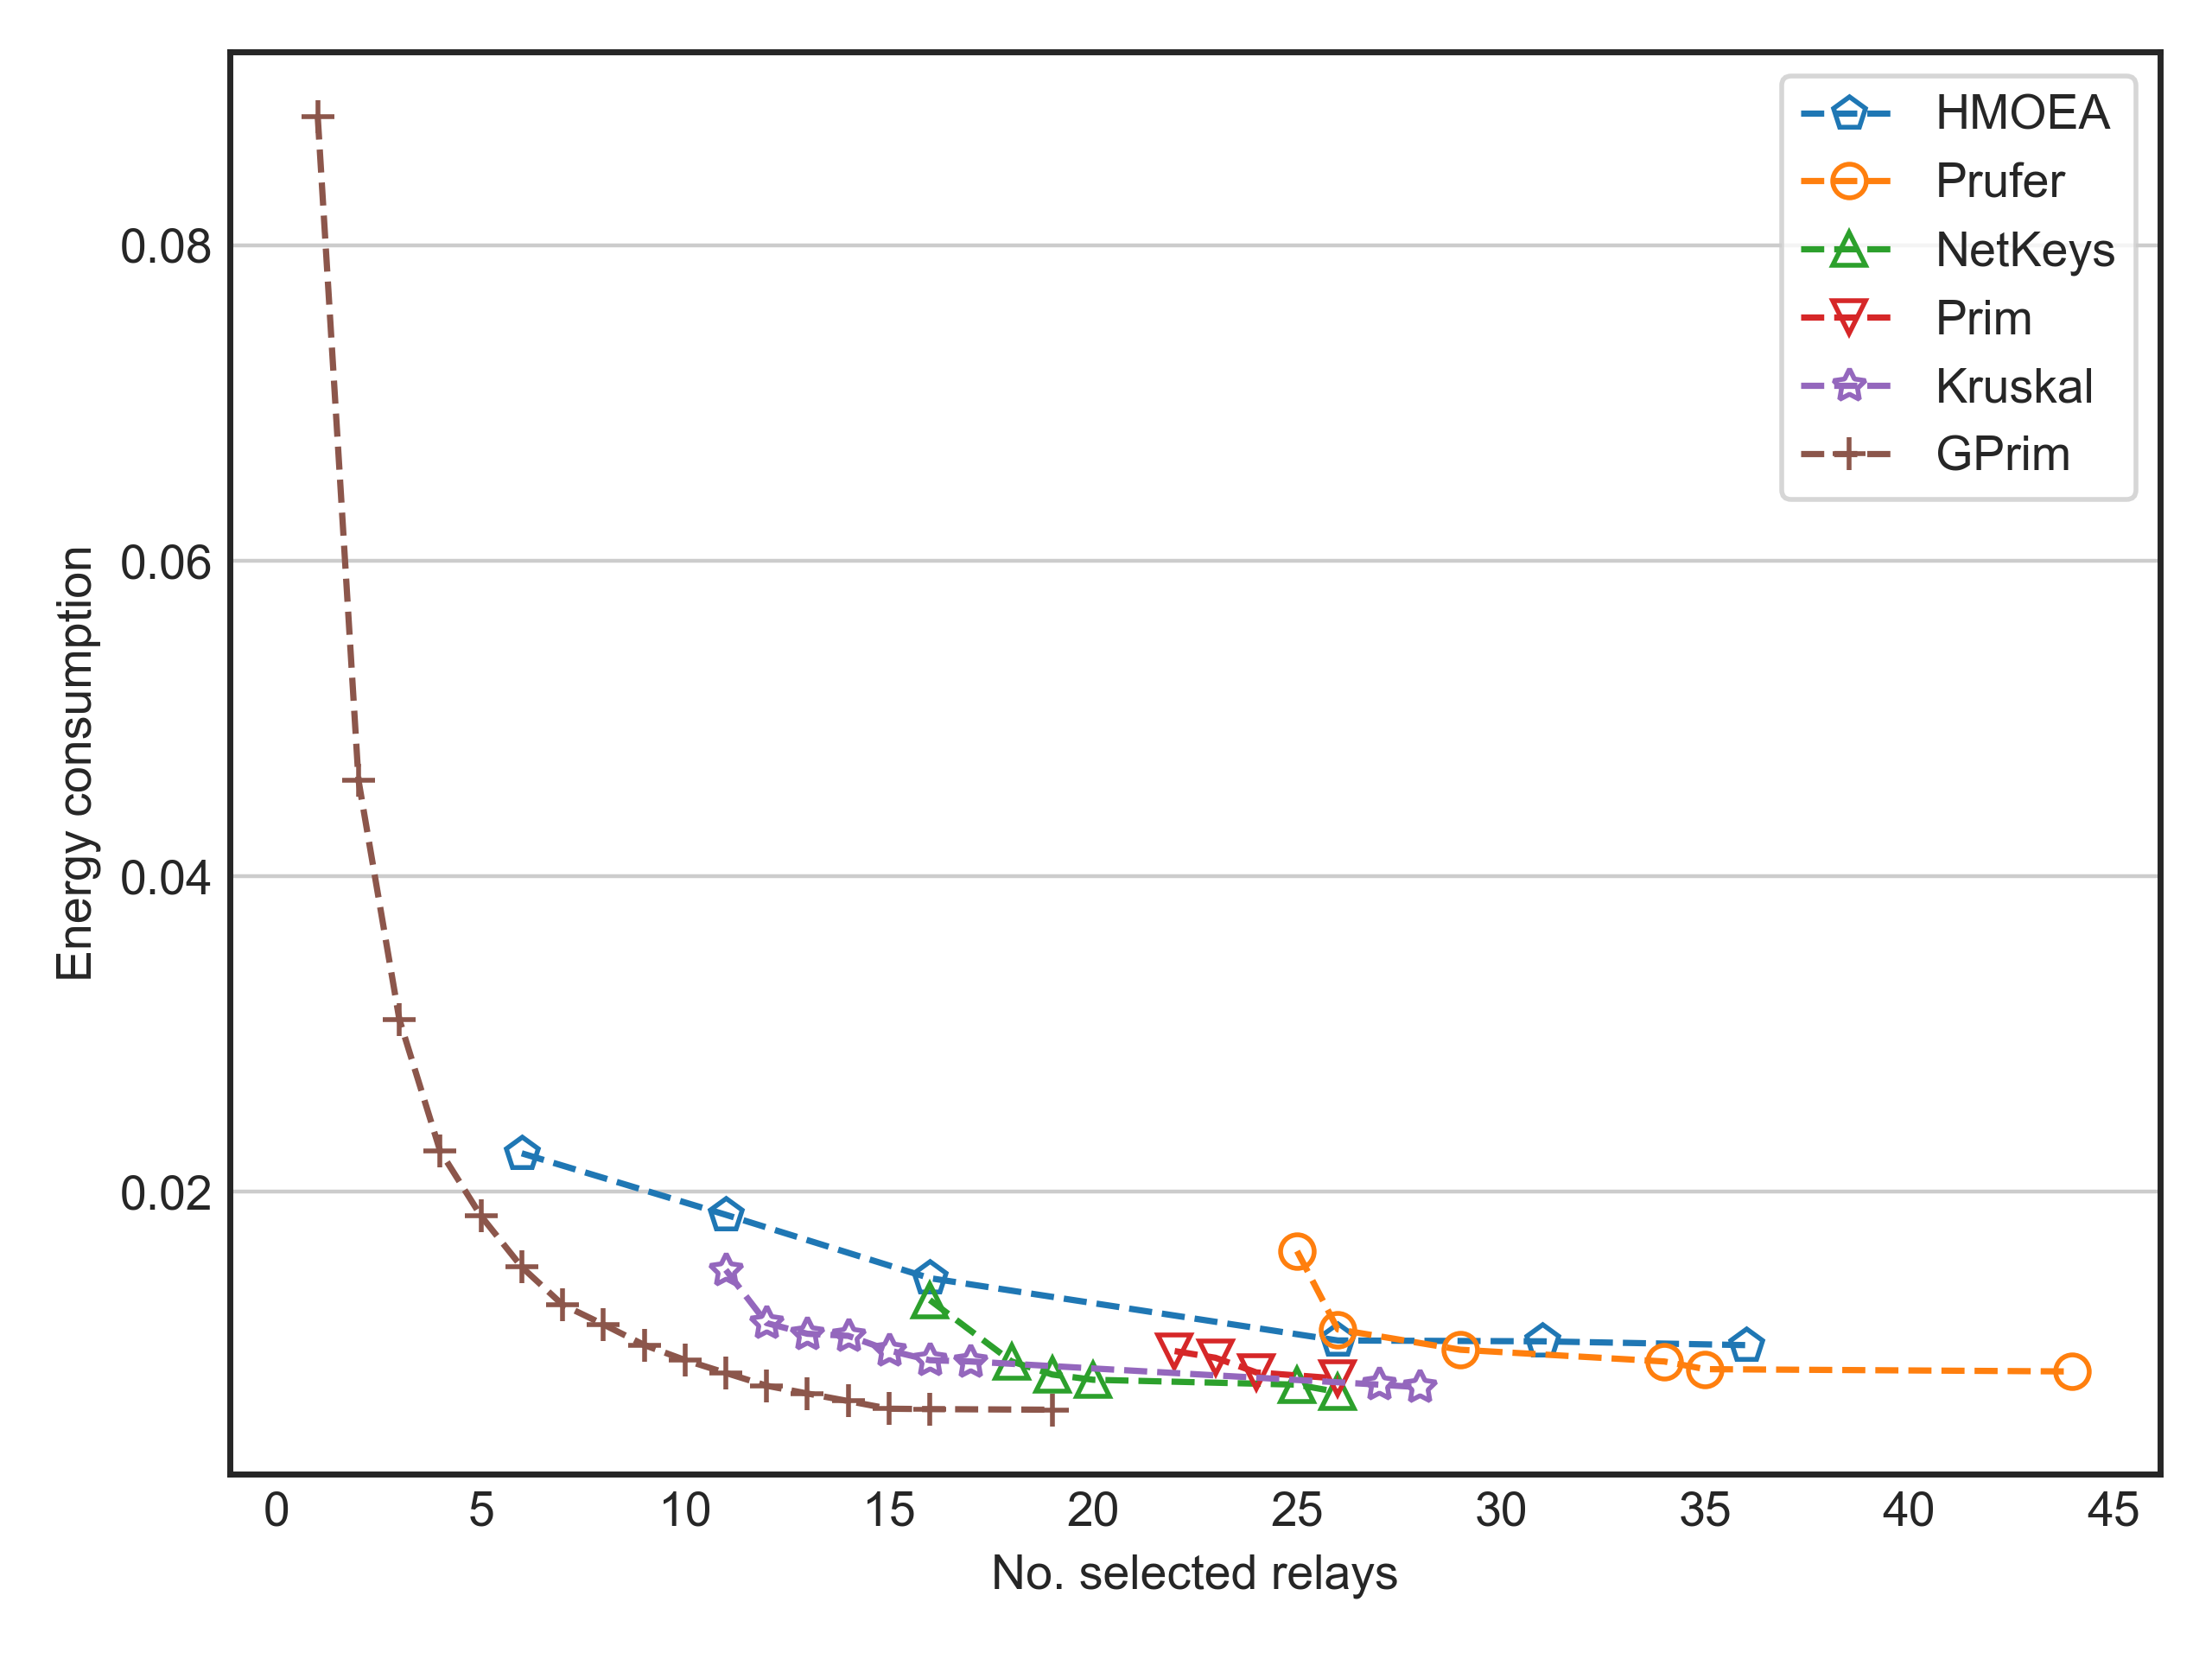 HMOEA
Prufer
NetKeys
Prim
Kruskal
GPrim
0.08
0.06
0.04
0.02
Energy consumption
0 5 10 15 20 25 30 35 40 45
No. selected relays